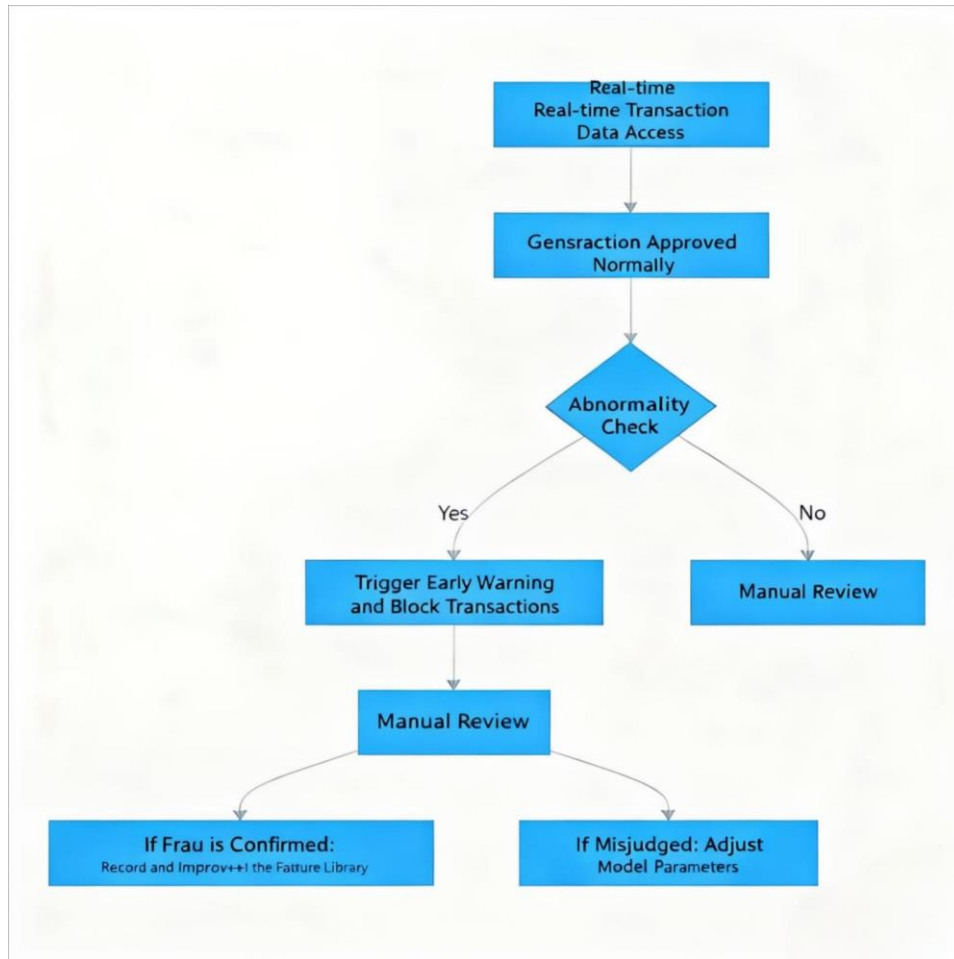 Real-time
Real-time Transaction
Data Access
Gensraction Approved
Normally
Abnormality
Check
Yes
No
Trigger Early Warning
and Block Transactions
Manual Review
Manual Review
If Frau is Confirmed:
Record and the Fatture Library
If Misjudged: Adjust
Model Parameters